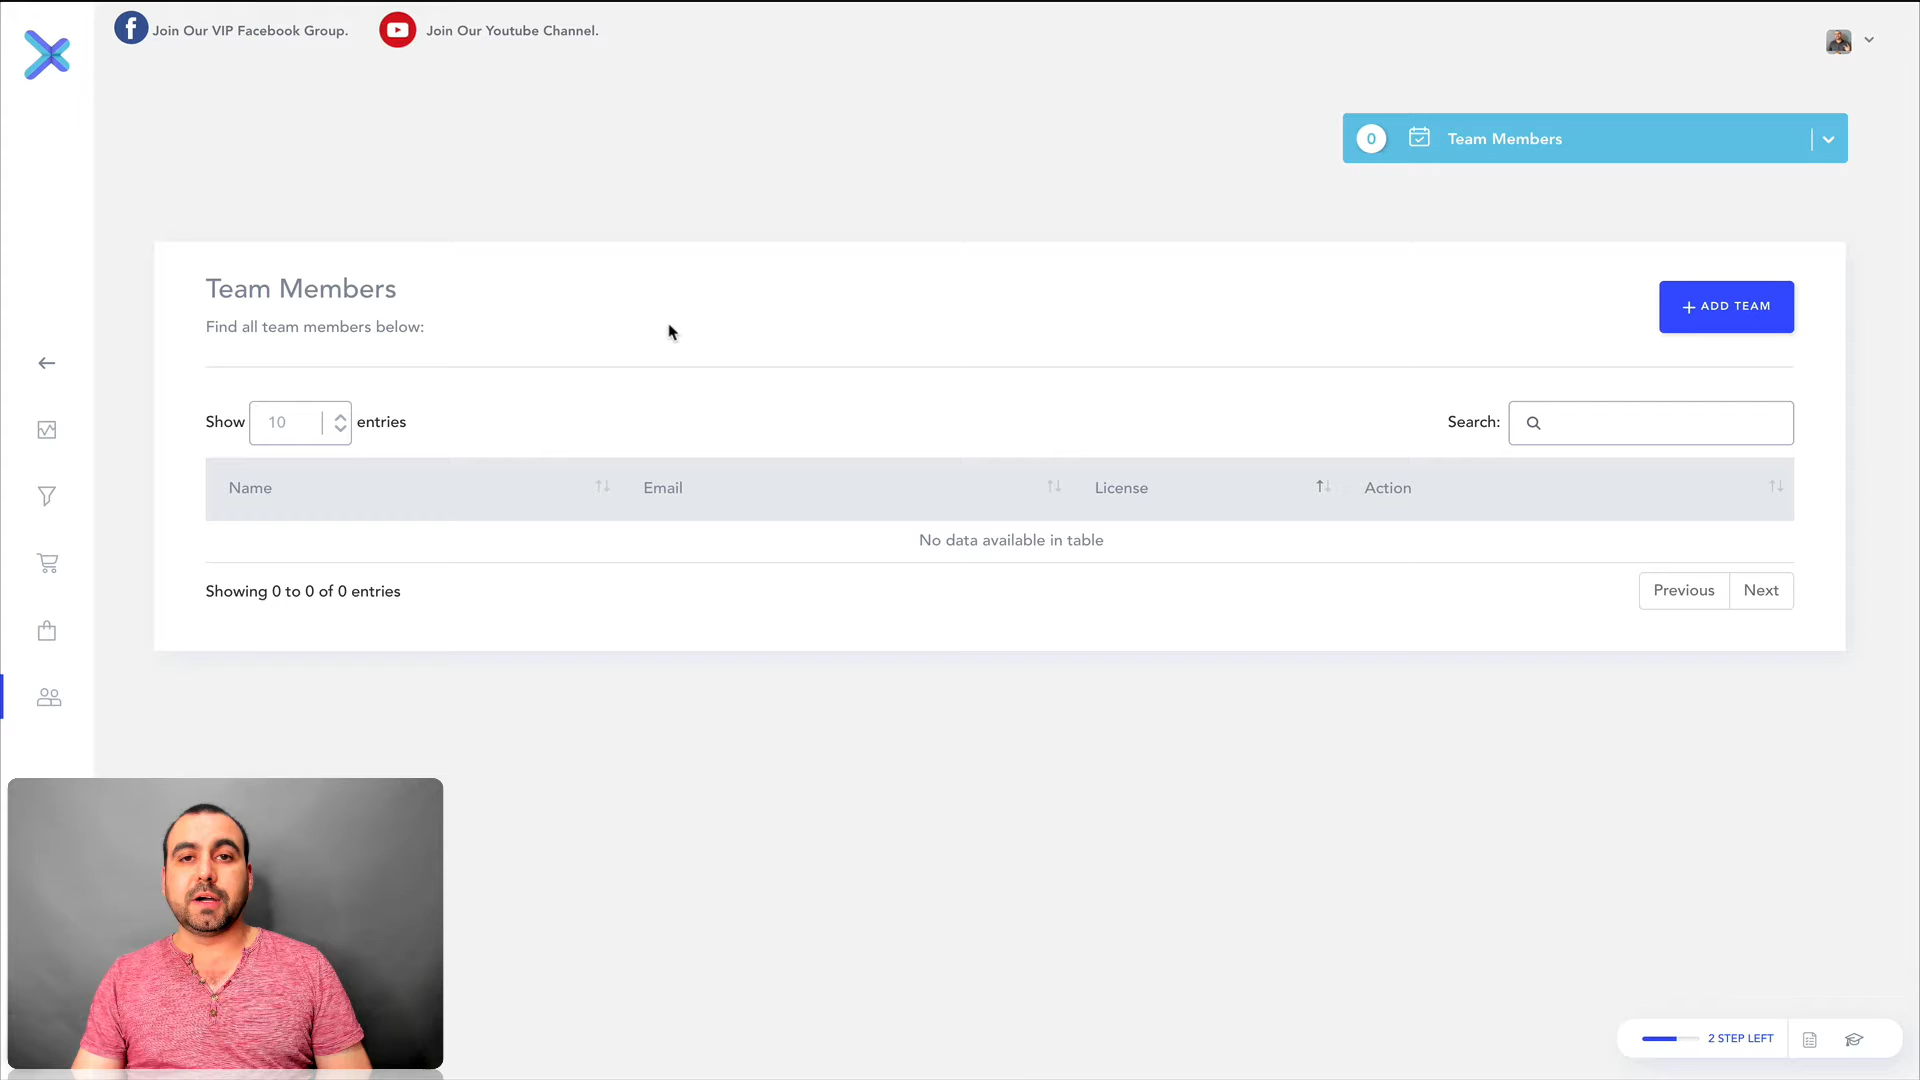 Join Our VIP Facebook Group. Join Our Youtube Channel.
0 Team Members
Team Members
Find all team members below:
+ ADD TEAM
Show 10 entries
Search:
Name Email License Action
No data available in table
Showing 0 to 0 of 0 entries
Previous Next
2 STEP LEFT